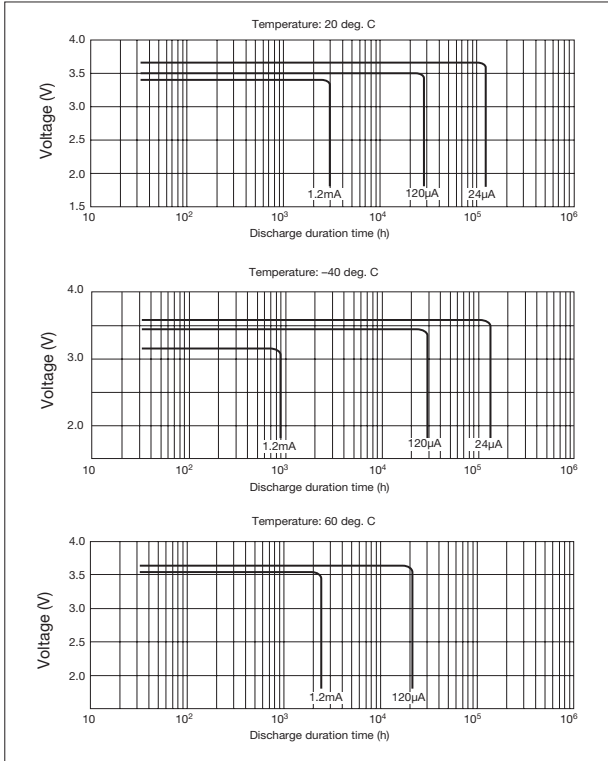 Temperature: 20 deg. C
4.0
3.5
3.0
2.5
2.0
1.5
Voltage (V)
1.2mA 120μA 24μA
10 10² 10³ 10⁴ 10⁵ 10⁶
Discharge duration time (h)
Temperature: –40 deg. C
4.0
3.0
2.0
Voltage (V)
1.2mA 120μA 24μA
10 10² 10³ 10⁴ 10⁵ 10⁶
Discharge duration time (h)
Temperature: 60 deg. C
4.0
3.5
3.0
2.0
Voltage (V)
1.2mA 120μA
10 10² 10³ 10⁴ 10⁵ 10⁶
Discharge duration time (h)